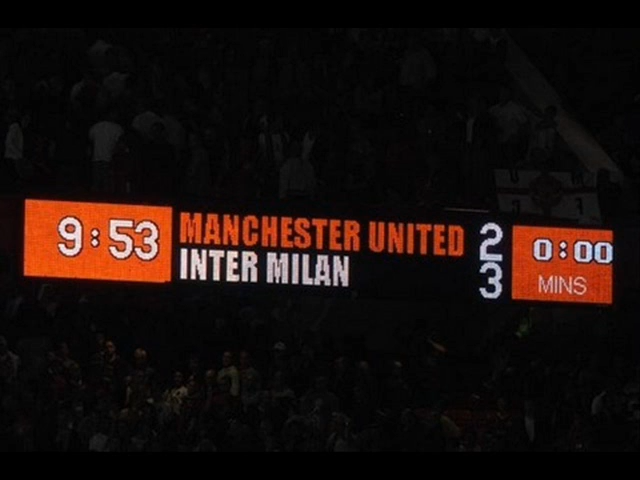 9:53
MANCHESTER UNITED 2
INTER MILAN 3
0:00
MINS